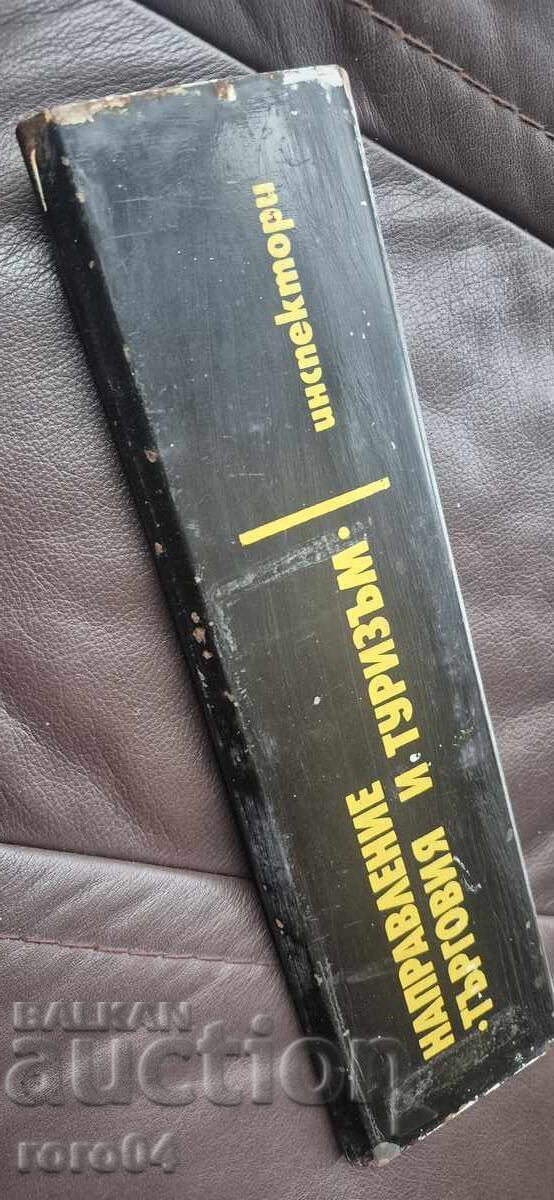 НАПРАВЛЕНИЕ
.ТЪРГОВИЯ И.ТУРИЗЪМ.
инспектори
BALKAN
auction
roro04